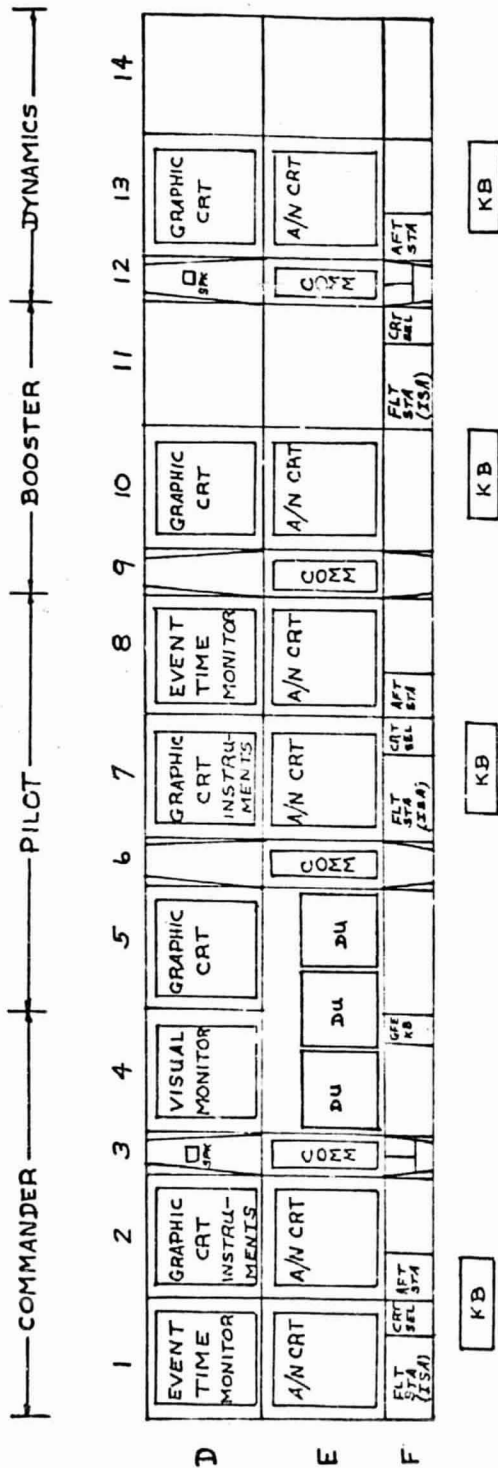 COMMANDER
PILOT
BOOSTER
DYNAMICS
1 2 3 4 5 6 7 8 9 10 11 12 13 14
D
EVENT
TIME
MONITOR
GRAPHIC
CRT
INSTRU-
MENTS
SPK
VISUAL
MONITOR
GRAPHIC
CRT
GRAPHIC
CRT
INSTRU-
MENTS
EVENT
TIME
MONITOR
GRAPHIC
CRT
SPK
GRAPHIC
CRT
E
A/N CRT
A/N CRT
COMM
DU
DU
DU
COMM
A/N CRT
A/N CRT
COMM
A/N CRT
COMM
A/N CRT
F
FLT
STA
(ISA)
CRT
SEL
AFT
STA
GFE
KB
FLT
STA
(ISA)
CRT
SEL
AFT
STA
FLT
STA
(ISA)
CRT
SEL
AFT
STA
KB
KB
KB
KB